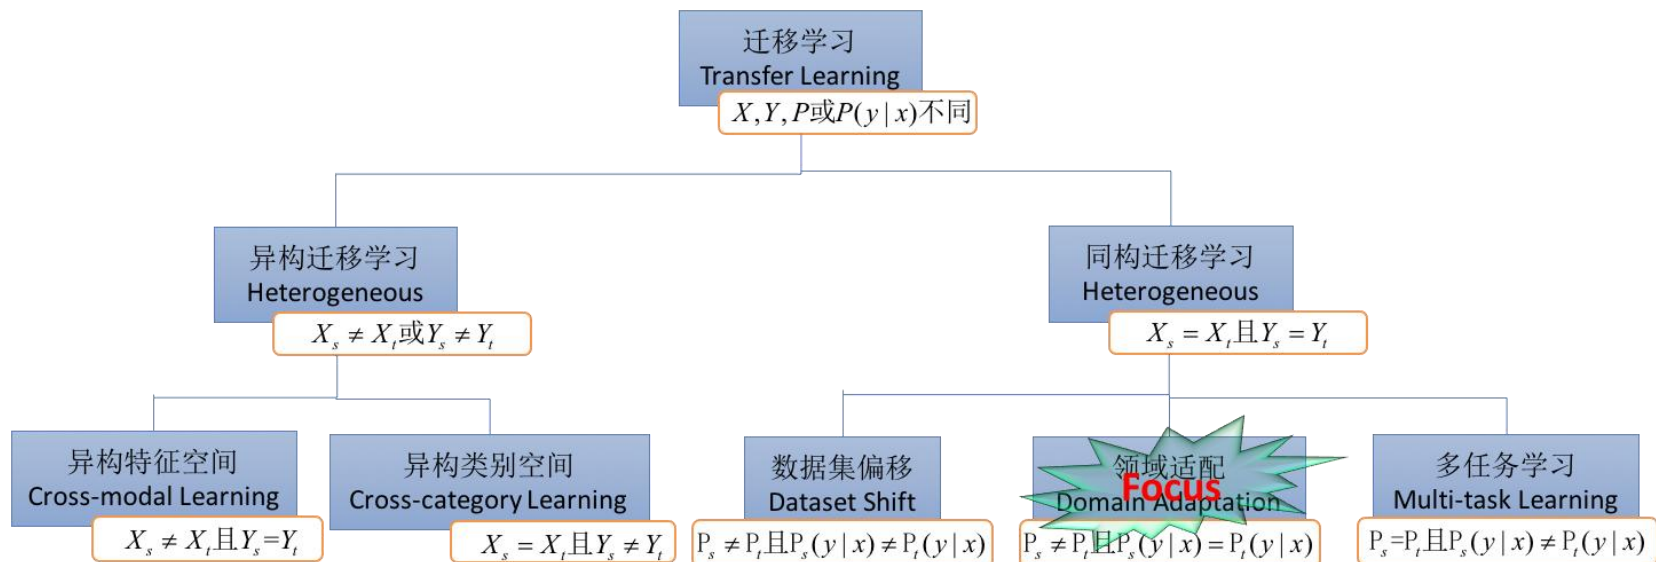 迁移学习
Transfer Learning
X,Y,P或P(y|x)不同
异构迁移学习
Heterogeneous
X_s ≠ X_t或Y_s ≠ Y_t
同构迁移学习
Heterogeneous
X_s = X_t且Y_s = Y_t
异构特征空间
Cross-modal Learning
X_s ≠ X_t且Y_s=Y_t
异构类别空间
Cross-category Learning
X_s = X_t且Y_s ≠ Y_t
数据集偏移
Dataset Shift
P_s ≠ P_t且P_s(y|x) ≠ P_t(y|x)
领域适配
Focus
Domain Adaptation
P_s ≠ P_t且P_s(y|x) = P_t(y|x)
多任务学习
Multi-task Learning
P_s=P_t且P_s(y|x) ≠ P_t(y|x)